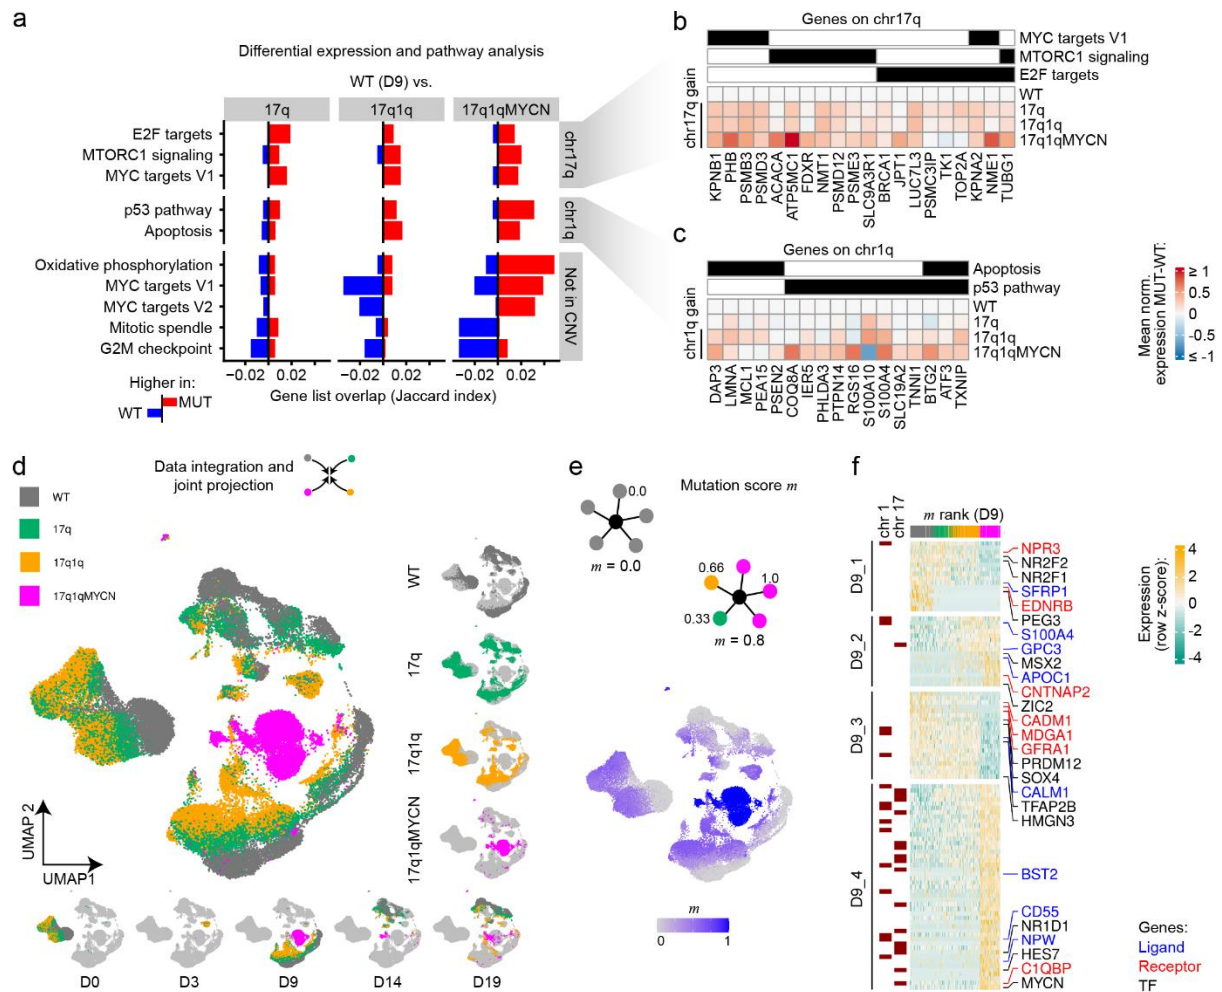 a
Differential expression and pathway analysis
WT (D9) vs.
17q
17q1q
17q1qMYCN
E2F targets
MTORC1 signaling
MYC targets V1
chr17q
p53 pathway
Apoptosis
chr1q
Oxidative phosphorylation
MYC targets V1
MYC targets V2
Mitotic spendle
G2M checkpoint
Not in CNV
−0.02 0.02
−0.02 0.02
−0.02 0.02
Gene list overlap (Jaccard index)
Higher in:
MUT
WT
b
Genes on chr17q
MYC targets V1
MTORC1 signaling
E2F targets
chr17q gain
WT
17q
17q1q
17q1qMYCN
KPNB1
PHB
PSMB3
PSMD3
ACACA
ATP5MC1
FDXR
NMT1
PSMD12
PSME3
SLC9A3R1
BRCA1
JPT1
LUC7L3
PSMC3IP
TK1
TOP2A
KPNA2
NME1
TUBG1
c
Genes on chr1q
Apoptosis
p53 pathway
chr1q gain
WT
17q
17q1q
17q1qMYCN
DAP3
LMNA
MCL1
PEA15
PSEN2
COQ8A
IER5
PHLDA3
PTPN14
RGS16
S100A10
S100A4
SLC19A2
TNNI1
BTG2
ATF3
TXNIP
Mean norm.
expression MUT-WT:
≥ 1
0.5
0
-0.5
≤ -1
d
Data integration and
joint projection
WT
17q
17q1q
17q1qMYCN
UMAP2
UMAP1
WT
17q
17q1q
17q1qMYCN
D0
D3
D9
D14
D19
e
Mutation score m
0.0
m = 0.0
0.66
1.0
0.33
m = 0.8
m
0 1
f
chr 1
chr 17
m rank (D9)
D9_1
D9_2
D9_3
D9_4
NPR3
NR2F2
NR2F1
SFRP1
EDNRB
PEG3
S100A4
GPC3
MSX2
APOC1
CNTNAP2
ZIC2
CADM1
MDGA1
GFRA1
PRDM12
SOX4
CALM1
TFAP2B
HMGN3
BST2
CD55
NR1D1
NPW
HES7
C1QBP
MYCN
Expression
(row z-score)
4
2
0
-2
-4
Genes:
Ligand
Receptor
TF